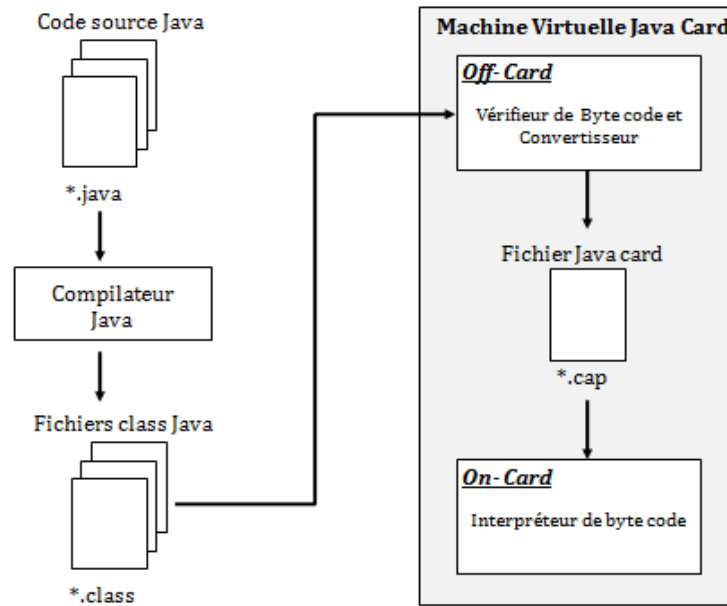 Code source Java
*.java
Compilateur
Java
Fichiers class Java
*.class
Machine Virtuelle Java Card
Off- Card
Vérifieur de Byte code et
Convertisseur
Fichier Java card
*.cap
On- Card
Interpréteur de byte code